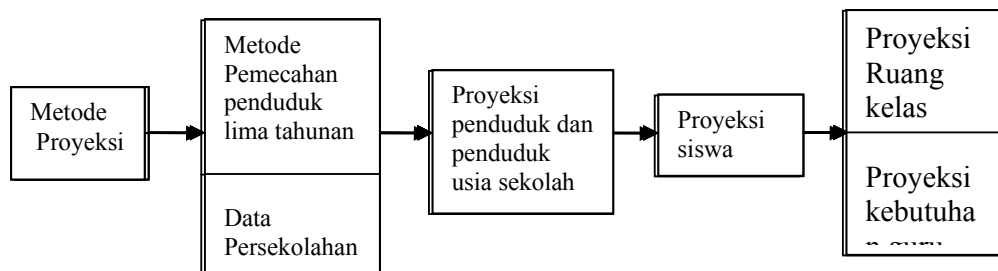 Metode
Proyeksi
Metode
Pemecahan
penduduk
lima tahunan
Data
Persekolahan
Proyeksi
penduduk dan
penduduk
usia sekolah
Proyeksi
siswa
Proyeksi
Ruang
kelas
Proyeksi
kebutuha
n guru